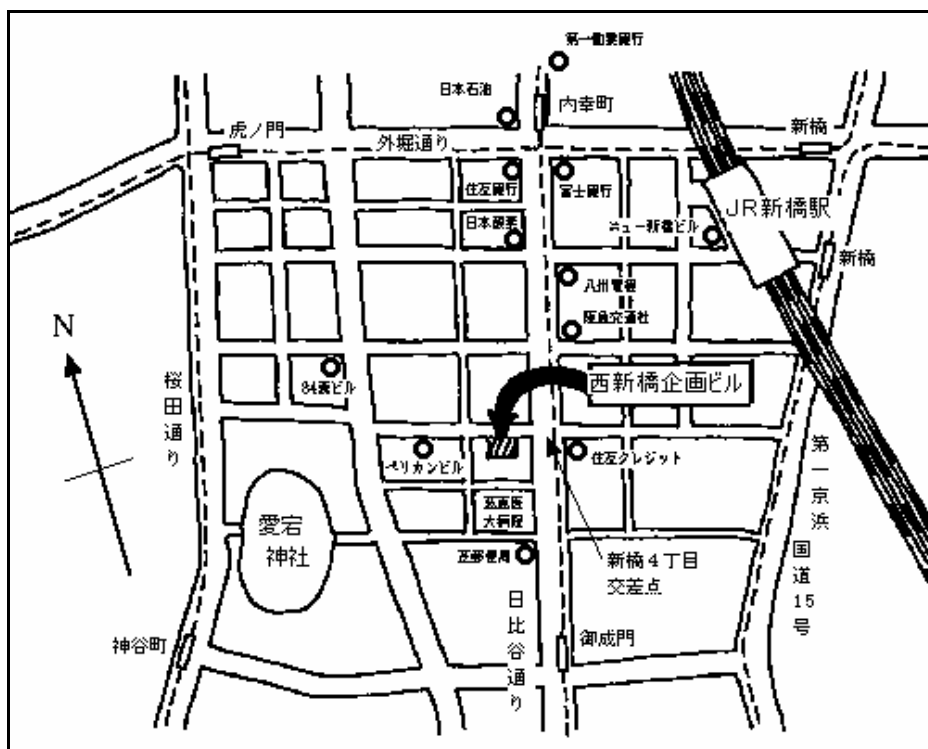 第一勧業銀行
日本石油
内幸町
虎ノ門
外堀通り
新橋
住友銀行
富士銀行
日本酸素
ニュー新橋ビル
JR新橋駅
新橋
八州電機
阪急交通社
N
34森ビル
西新橋企画ビル
桜田通り
ペリカンビル
住友クレジット
第一京浜
国道15号
慈恵医
大病院
愛宕
神社
新橋4丁目
交差点
日比谷通り
神谷町
御成門